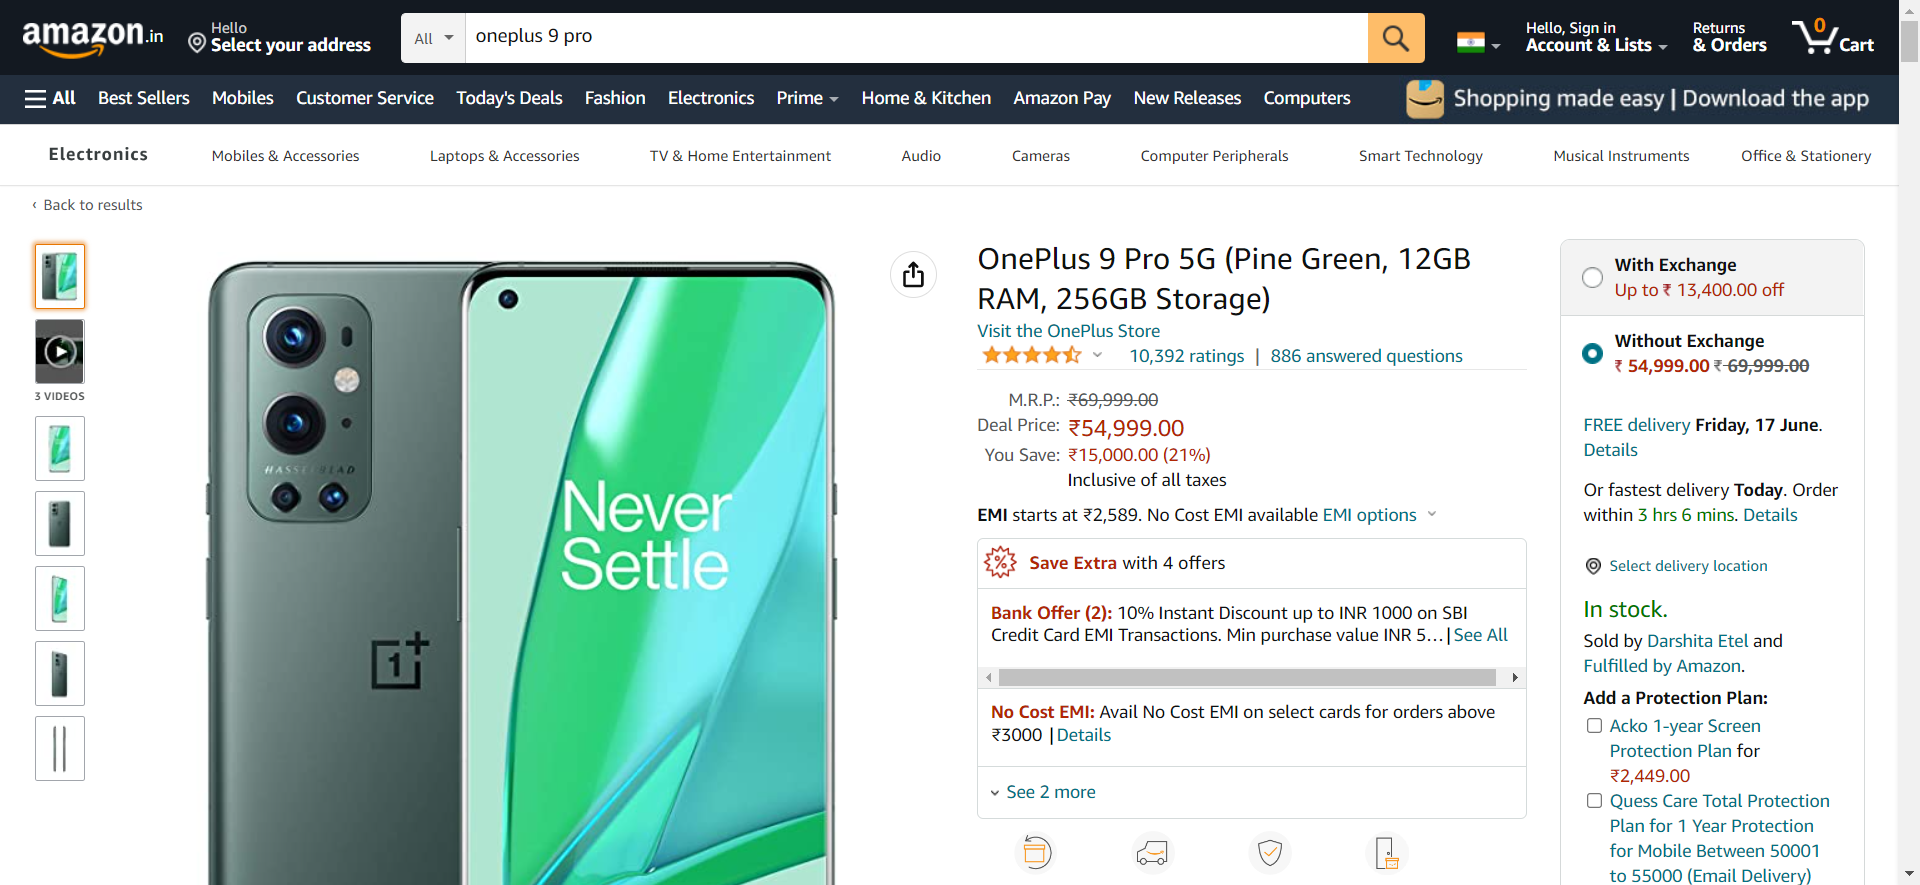 amazon.in
Hello
Select your address
All
oneplus 9 pro
Hello, Sign in
Account & Lists
Returns
& Orders
0
Cart
All
Best Sellers
Mobiles
Customer Service
Today's Deals
Fashion
Electronics
Prime
Home & Kitchen
Amazon Pay
New Releases
Computers
Shopping made easy | Download the app
Electronics
Mobiles & Accessories
Laptops & Accessories
TV & Home Entertainment
Audio
Cameras
Computer Peripherals
Smart Technology
Musical Instruments
Office & Stationery
‹ Back to results
3 VIDEOS
HASSELBLAD
1+
Never
Settle
OnePlus 9 Pro 5G (Pine Green, 12GB
RAM, 256GB Storage)
Visit the OnePlus Store
10,392 ratings | 886 answered questions
M.R.P.: ₹69,999.00
Deal Price: ₹54,999.00
You Save: ₹15,000.00 (21%)
Inclusive of all taxes
EMI starts at ₹2,589. No Cost EMI available EMI options
Save Extra with 4 offers
Bank Offer (2): 10% Instant Discount up to INR 1000 on SBI
Credit Card EMI Transactions. Min purchase value INR 5... | See All
No Cost EMI: Avail No Cost EMI on select cards for orders above
₹3000 | Details
See 2 more
With Exchange
Up to ₹ 13,400.00 off
Without Exchange
₹ 54,999.00 ₹ 69,999.00
FREE delivery Friday, 17 June.
Details
Or fastest delivery Today. Order
within 3 hrs 6 mins. Details
Select delivery location
In stock.
Sold by Darshita Etel and
Fulfilled by Amazon.
Add a Protection Plan:
Acko 1-year Screen
Protection Plan for
₹2,449.00
Quess Care Total Protection
Plan for 1 Year Protection
for Mobile Between 50001
to 55000 (Email Delivery)